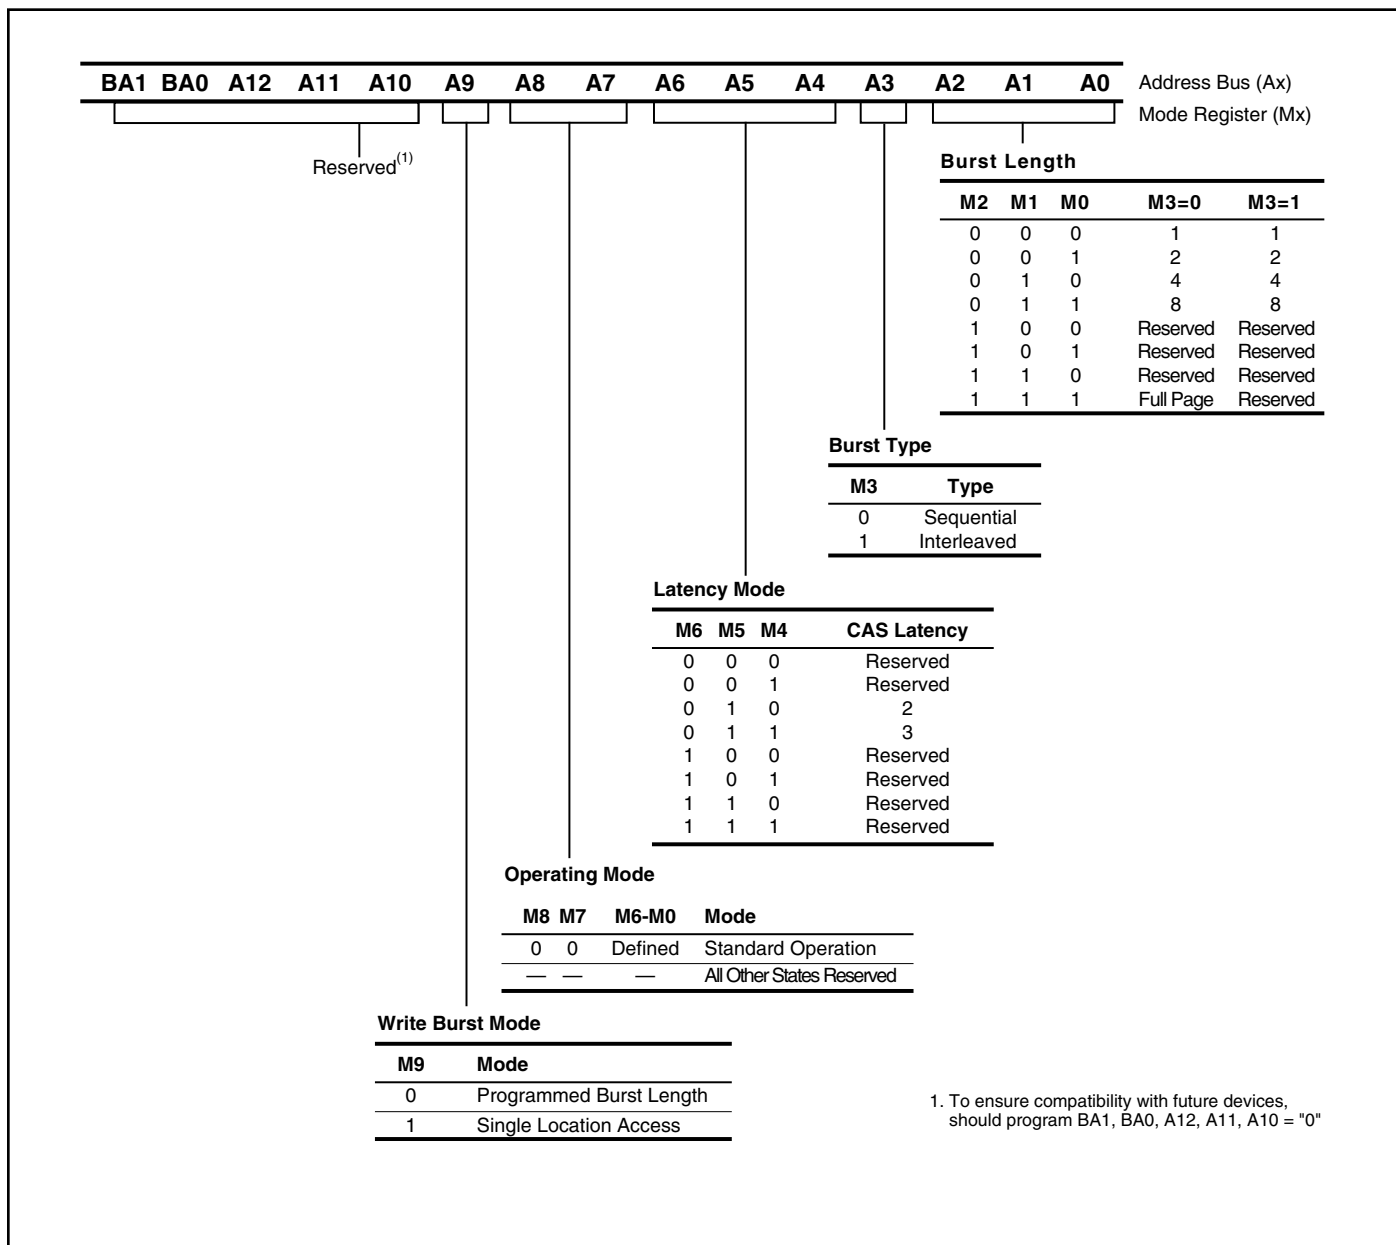 BA1 BA0 A12 A11 A10 A9 A8 A7 A6 A5 A4 A3 A2 A1 A0 Address Bus (Ax)
Mode Register (Mx)
Reserved(1)
Burst Length
M2 M1 M0 M3=0 M3=1
0 0 0 1 1
0 0 1 2 2
0 1 0 4 4
0 1 1 8 8
1 0 0 Reserved Reserved
1 0 1 Reserved Reserved
1 1 0 Reserved Reserved
1 1 1 Full Page Reserved
Burst Type
M3 Type
0 Sequential
1 Interleaved
Latency Mode
M6 M5 M4 CAS Latency
0 0 0 Reserved
0 0 1 Reserved
0 1 0 2
0 1 1 3
1 0 0 Reserved
1 0 1 Reserved
1 1 0 Reserved
1 1 1 Reserved
Operating Mode
M8 M7 M6-M0 Mode
0 0 Defined Standard Operation
— — — All Other States Reserved
Write Burst Mode
M9 Mode
0 Programmed Burst Length
1 Single Location Access
1. To ensure compatibility with future devices,
should program BA1, BA0, A12, A11, A10 = "0"